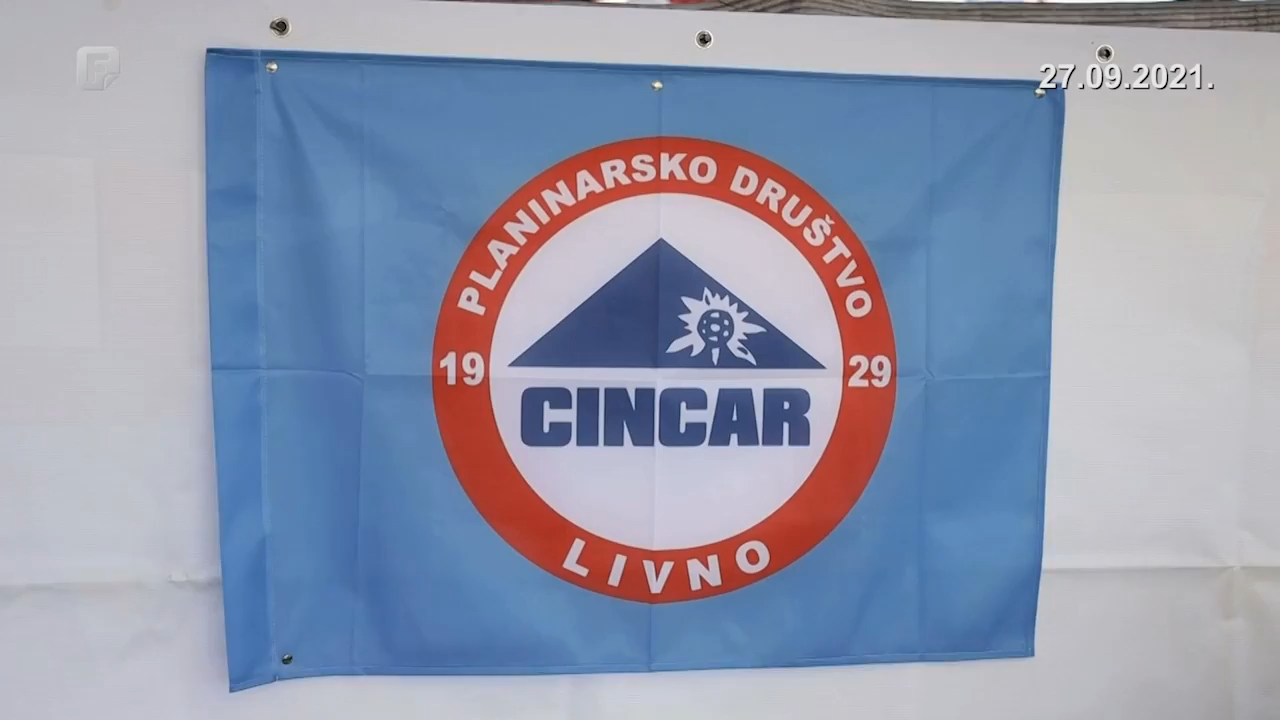 F
27.09.2021.
PLANINARSKO DRUŠTVO
19 29
CINCAR
LIVNO